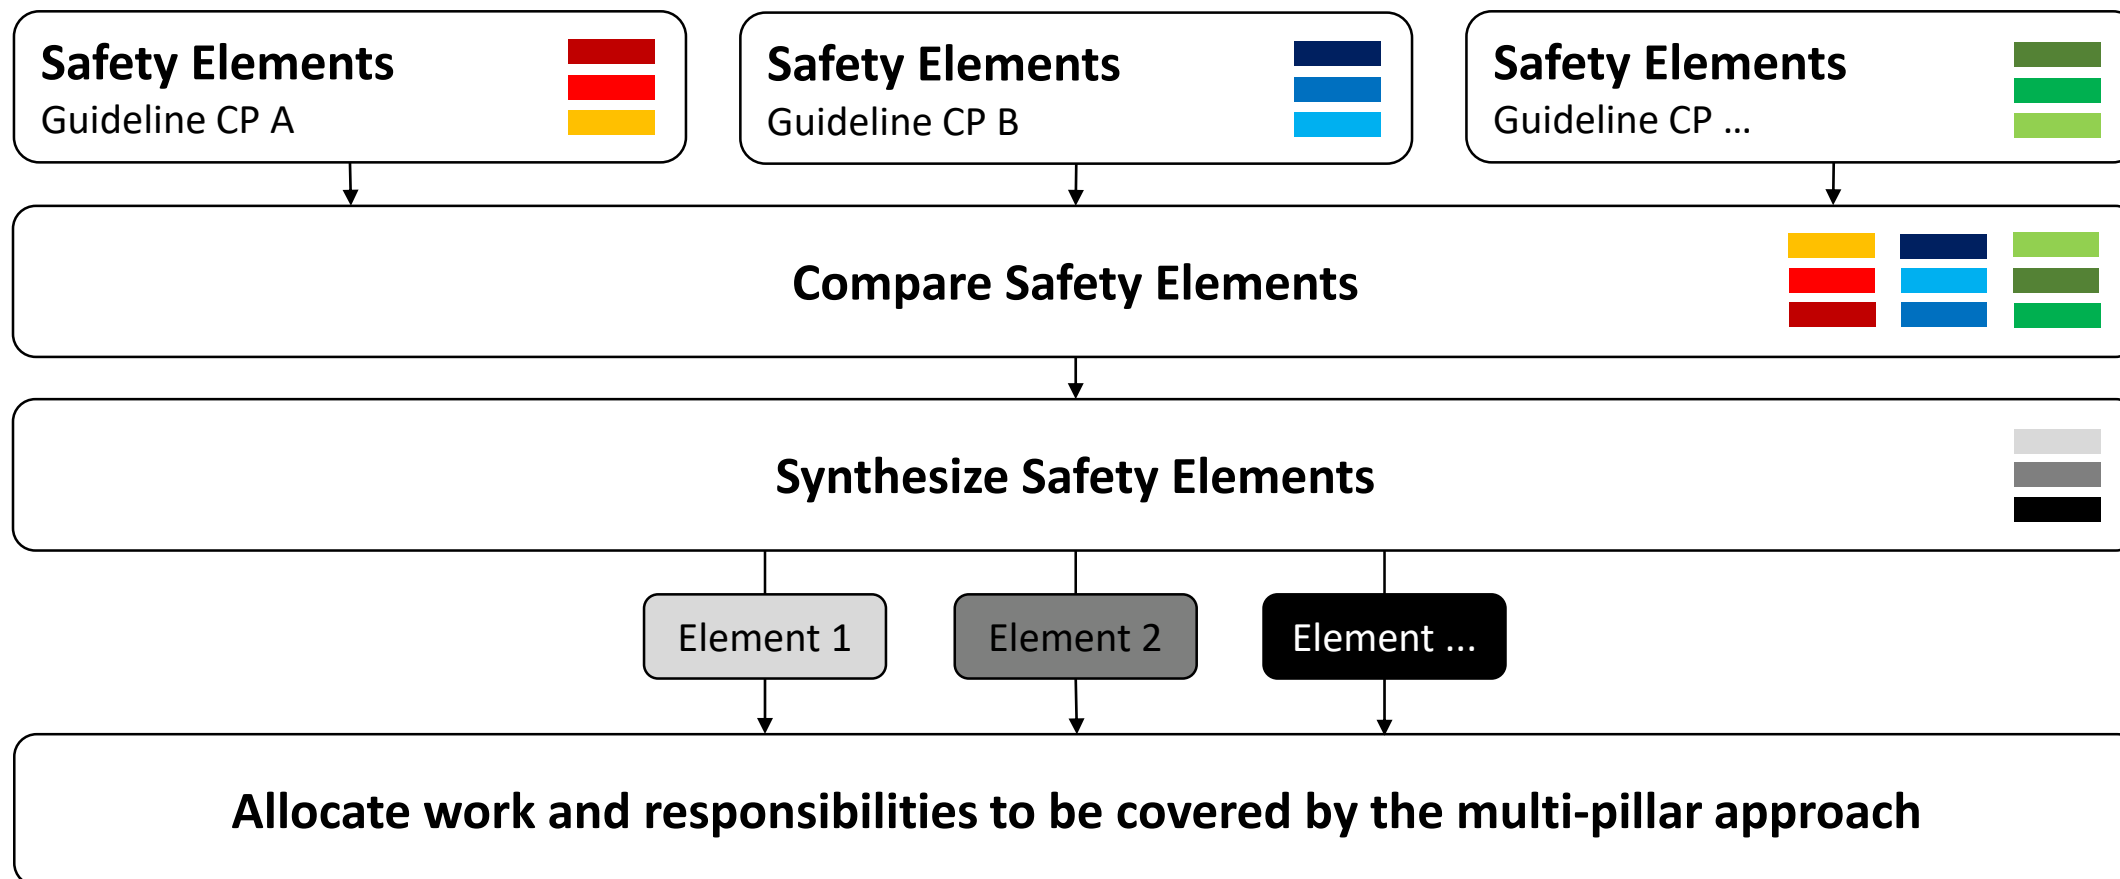 Safety Elements
Guideline CP A
Safety Elements
Guideline CP B
Safety Elements
Guideline CP ...
Compare Safety Elements
Synthesize Safety Elements
Element 1
Element 2
Element ...
Allocate work and responsibilities to be covered by the multi-pillar approach